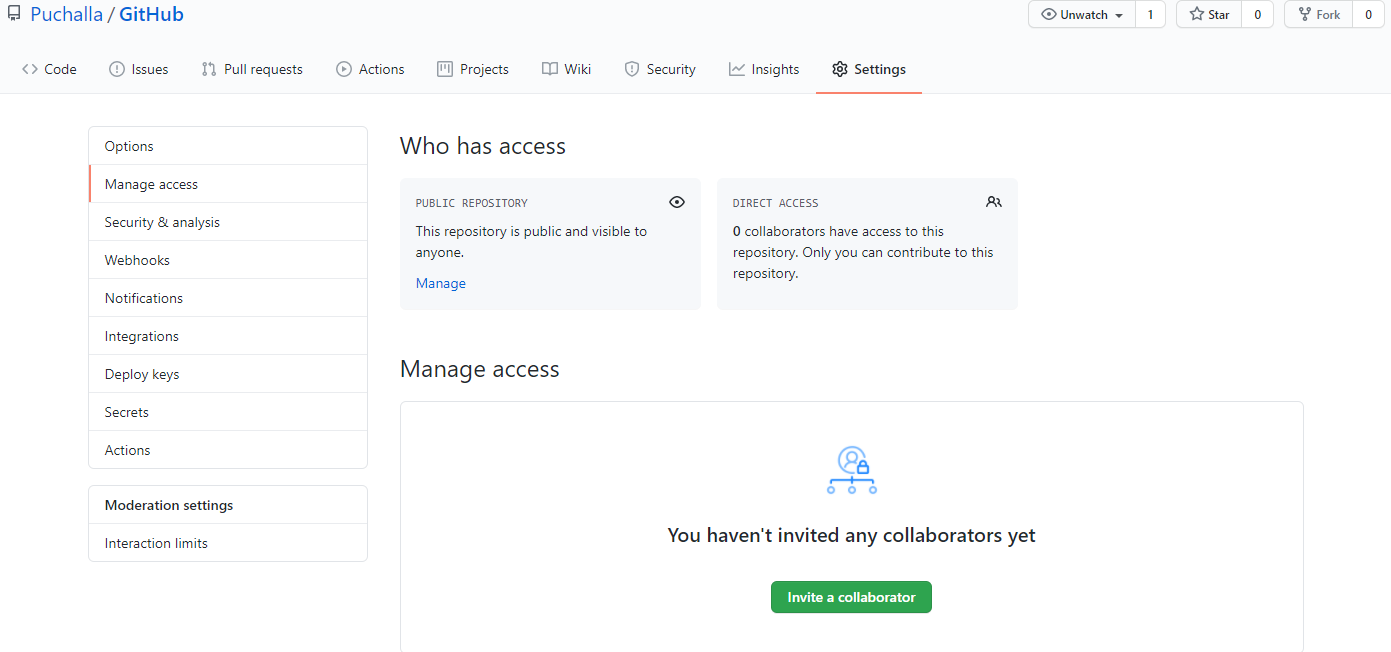 Puchalla / GitHub
Unwatch 1 Star 0 Fork 0
Code Issues Pull requests Actions Projects Wiki Security Insights Settings
Options
Manage access
Security & analysis
Webhooks
Notifications
Integrations
Deploy keys
Secrets
Actions
Moderation settings
Interaction limits
Who has access
PUBLIC REPOSITORY
This repository is public and visible to
anyone.
Manage
DIRECT ACCESS
0 collaborators have access to this
repository. Only you can contribute to this
repository.
Manage access
You haven't invited any collaborators yet
Invite a collaborator